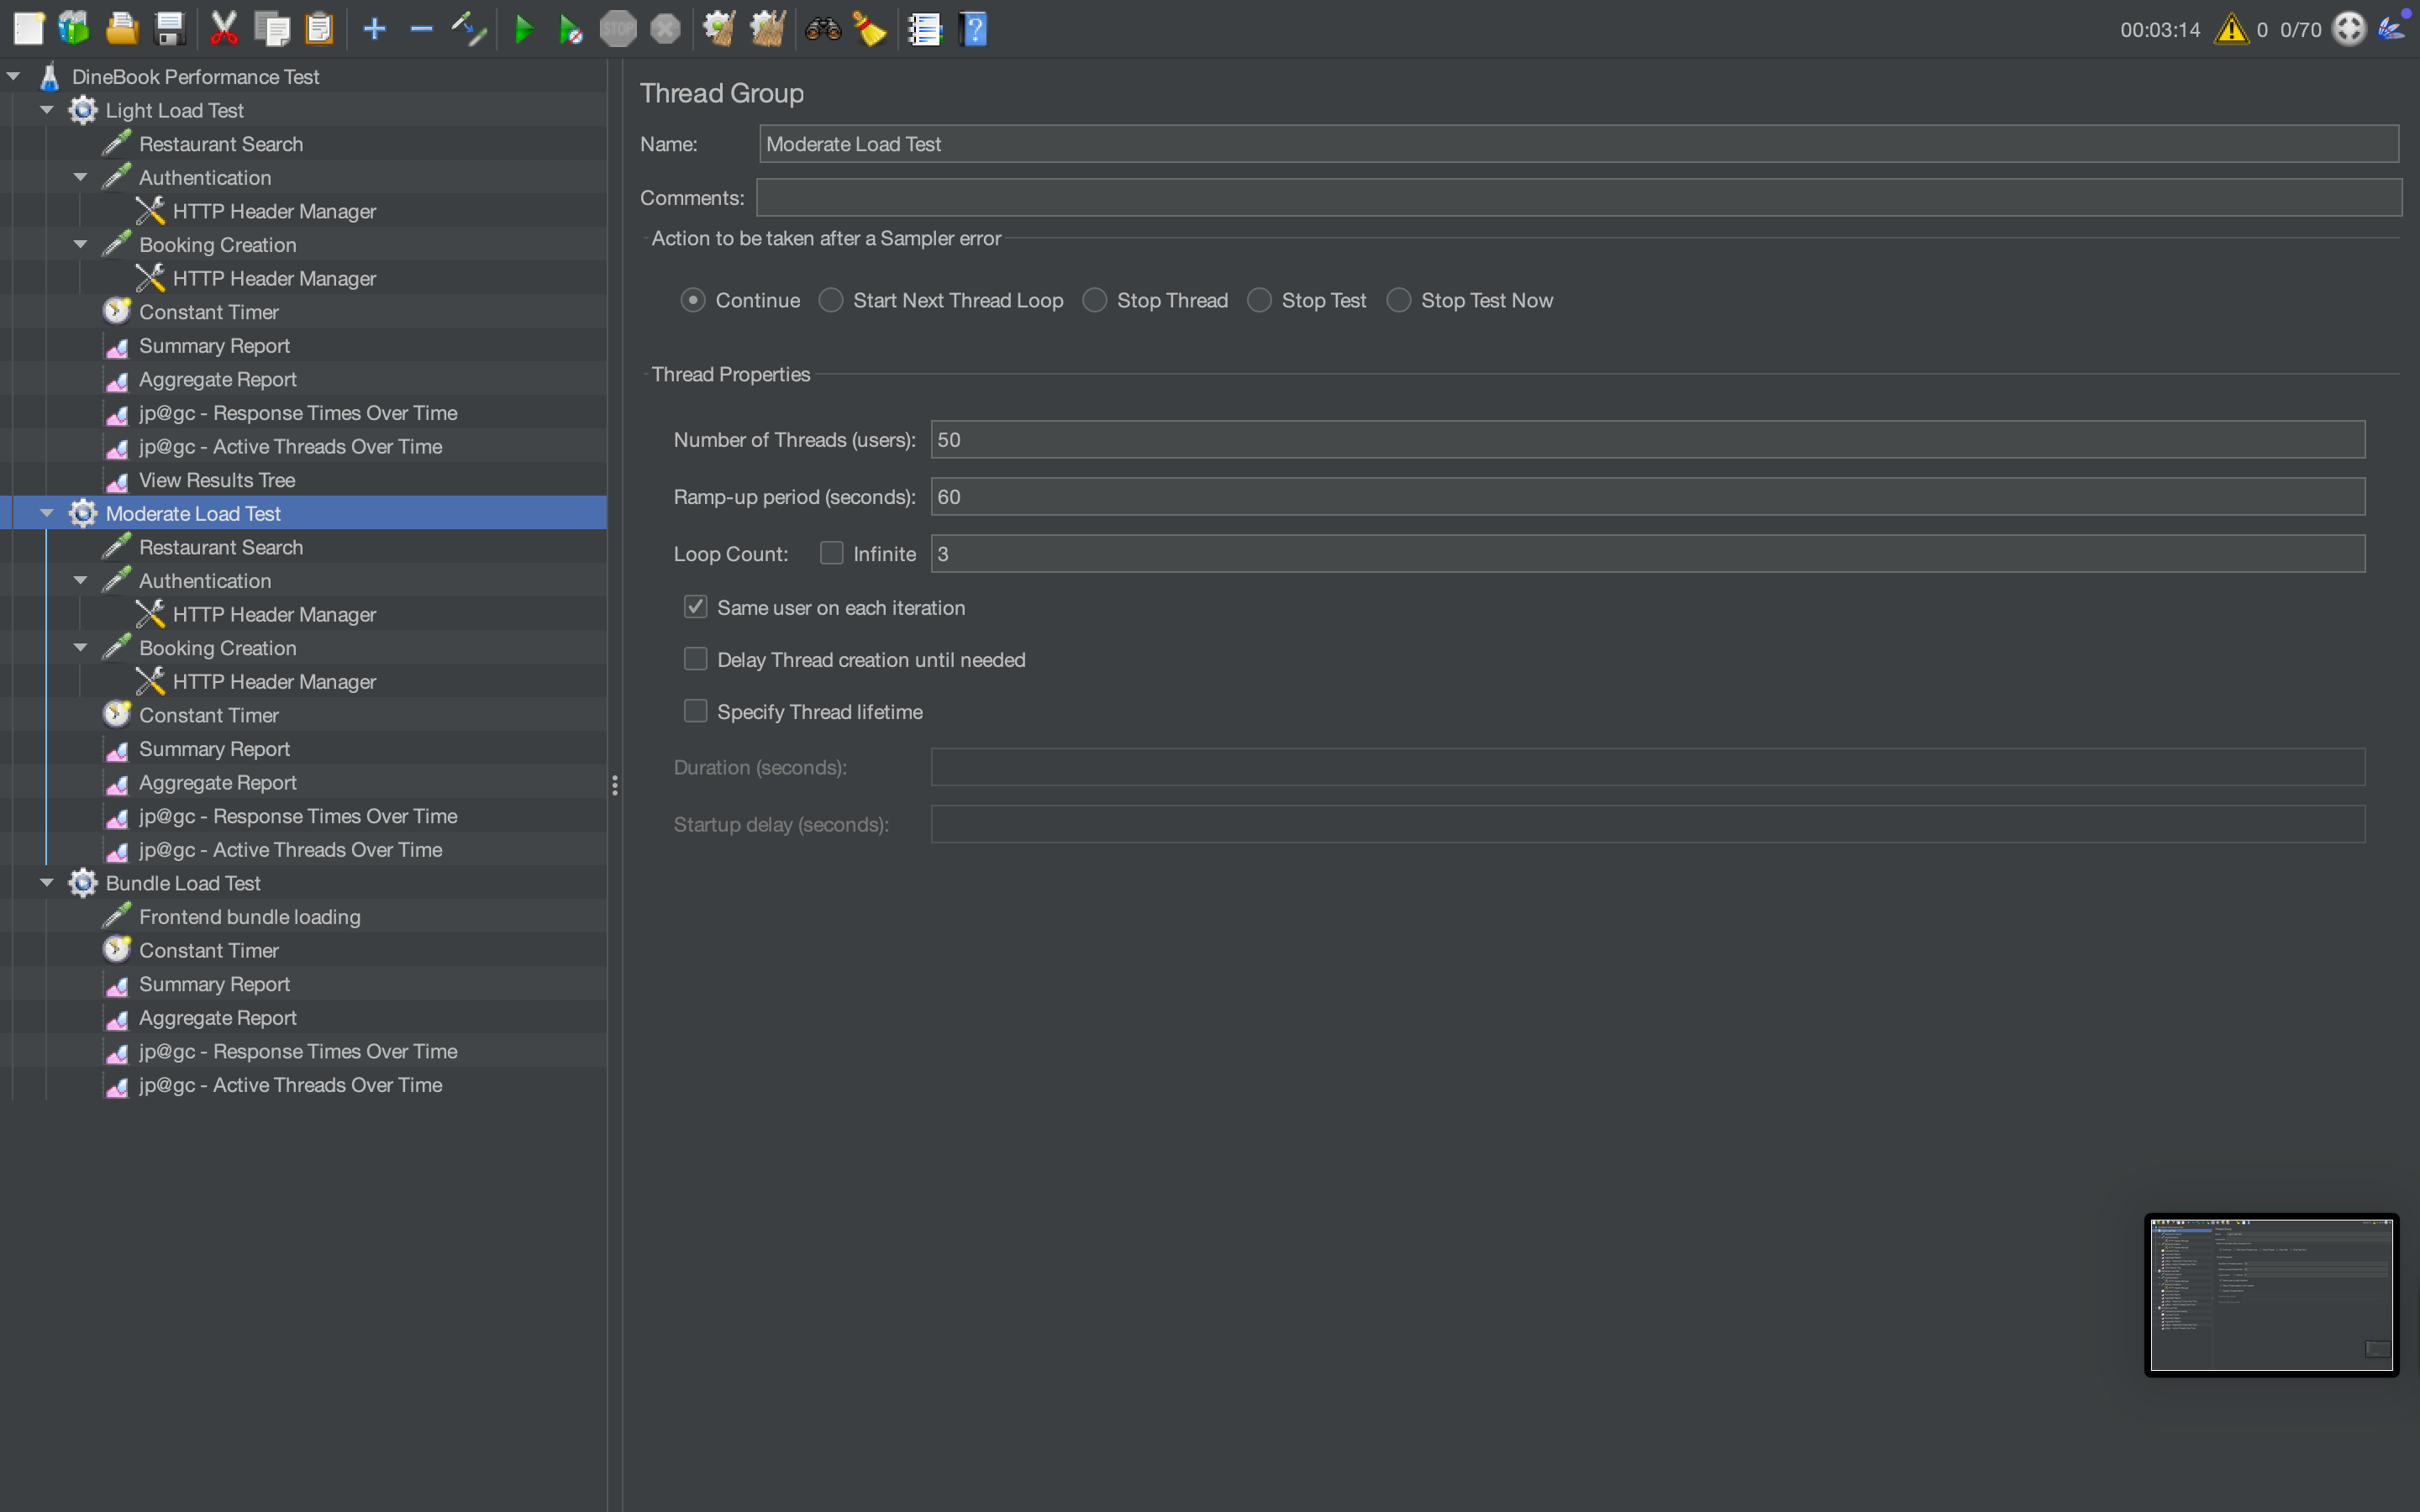 STOP
00:03:14 0 0/70
DineBook Performance Test
Light Load Test
Restaurant Search
Authentication
HTTP Header Manager
Booking Creation
HTTP Header Manager
Constant Timer
Summary Report
Aggregate Report
jp@gc - Response Times Over Time
jp@gc - Active Threads Over Time
View Results Tree
Moderate Load Test
Restaurant Search
Authentication
HTTP Header Manager
Booking Creation
HTTP Header Manager
Constant Timer
Summary Report
Aggregate Report
jp@gc - Response Times Over Time
jp@gc - Active Threads Over Time
Bundle Load Test
Frontend bundle loading
Constant Timer
Summary Report
Aggregate Report
jp@gc - Response Times Over Time
jp@gc - Active Threads Over Time
Thread Group
Name: Moderate Load Test
Comments:
Action to be taken after a Sampler error
Continue Start Next Thread Loop Stop Thread Stop Test Stop Test Now
Thread Properties
Number of Threads (users): 50
Ramp-up period (seconds): 60
Loop Count: Infinite 3
Same user on each iteration
Delay Thread creation until needed
Specify Thread lifetime
Duration (seconds):
Startup delay (seconds):